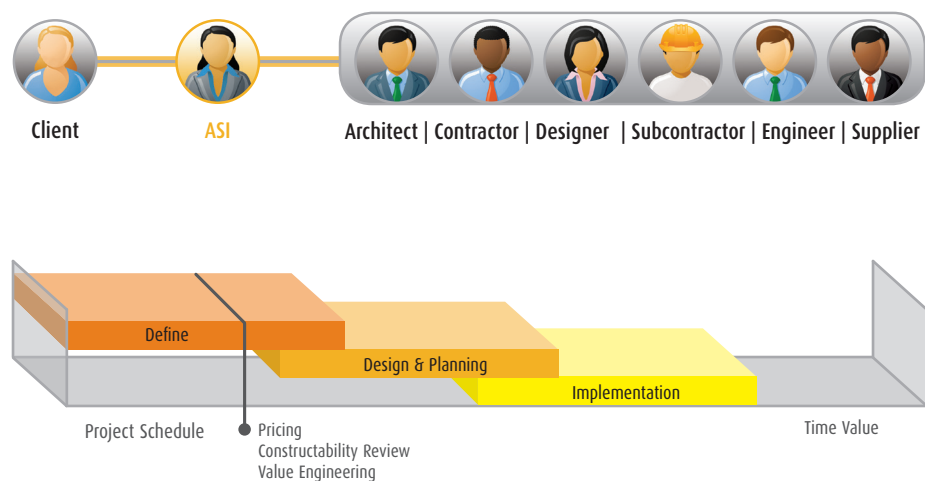 Client
ASI
Architect | Contractor | Designer | Subcontractor | Engineer | Supplier
Define
Design & Planning
Implementation
Project Schedule
Time Value
Pricing
Constructability Review
Value Engineering